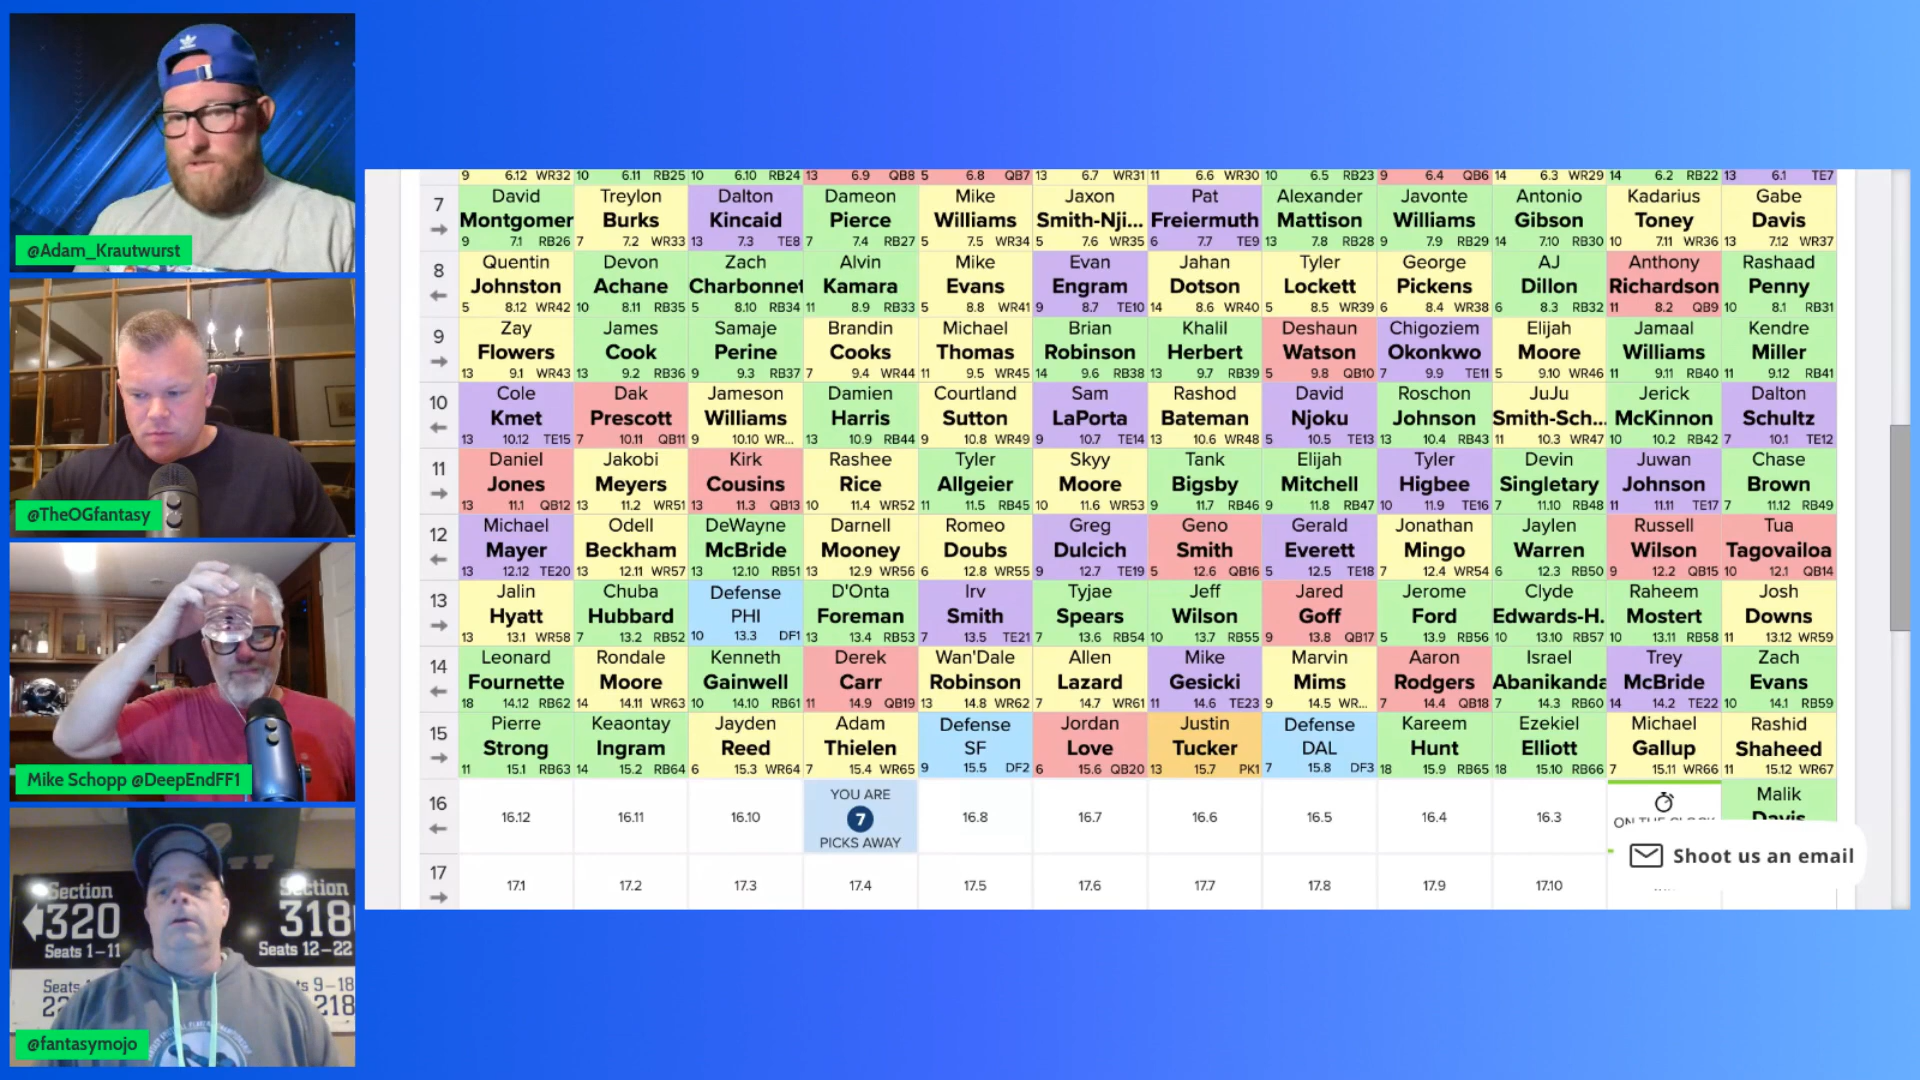 @Adam_Krautwurst
@TheOGfantasy
Mike Schopp @DeepEndFF1
Section
320
Seats 1–11
Section
318
Seats 12–22
@fantasymojo
9 6.12 WR32 10 6.11 RB25 10 6.10 RB24 13 6.9 QB8 5 6.8 QB7 13 6.7 WR31 11 6.6 WR30 10 6.5 RB23 9 6.4 QB6 14 6.3 WR29 14 6.2 RB22 13 6.1 TE7
7 David Treylon Dalton Dameon Mike Jaxon Pat Alexander Javonte Antonio Kadarius Gabe
Montgomer Burks Kincaid Pierce Williams Smith-Nji... Freiermuth Mattison Williams Gibson Toney Davis
9 7.1 RB26 7 7.2 WR33 13 7.3 TE8 7 7.4 RB27 5 7.5 WR34 5 7.6 WR35 6 7.7 TE9 13 7.8 RB28 9 7.9 RB29 14 7.10 RB30 10 7.11 WR36 13 7.12 WR37
8 Quentin Devon Zach Alvin Mike Evan Jahan Tyler George AJ Anthony Rashaad
Johnston Achane Charbonnet Kamara Evans Engram Dotson Lockett Pickens Dillon Richardson Penny
5 8.12 WR42 10 8.11 RB35 5 8.10 RB34 11 8.9 RB33 5 8.8 WR41 9 8.7 TE10 14 8.6 WR40 5 8.5 WR39 6 8.4 WR38 6 8.3 RB32 11 8.2 QB9 10 8.1 RB31
9 Zay James Samaje Brandin Michael Brian Khalil Deshaun Chigoziem Elijah Jamaal Kendre
Flowers Cook Perine Cooks Thomas Robinson Herbert Watson Okonkwo Moore Williams Miller
13 9.1 WR43 13 9.2 RB36 9 9.3 RB37 7 9.4 WR44 11 9.5 WR45 14 9.6 RB38 13 9.7 RB39 5 9.8 QB10 7 9.9 TE11 5 9.10 WR46 11 9.11 RB40 11 9.12 RB41
10 Cole Dak Jameson Damien Courtland Sam Rashod David Roschon JuJu Jerick Dalton
Kmet Prescott Williams Harris Sutton LaPorta Bateman Njoku Johnson Smith-Sch... McKinnon Schultz
13 10.12 TE15 7 10.11 QB11 9 10.10 WR... 13 10.9 RB44 9 10.8 WR49 9 10.7 TE14 13 10.6 WR48 5 10.5 TE13 13 10.4 RB43 11 10.3 WR47 10 10.2 RB42 7 10.1 TE12
11 Daniel Jakobi Kirk Rashee Tyler Skyy Tank Elijah Tyler Devin Juwan Chase
Jones Meyers Cousins Rice Allgeier Moore Bigsby Mitchell Higbee Singletary Johnson Brown
13 11.1 QB12 13 11.2 WR51 13 11.3 QB13 10 11.4 WR52 11 11.5 RB45 10 11.6 WR53 9 11.7 RB46 9 11.8 RB47 10 11.9 TE16 7 11.10 RB48 11 11.11 TE17 7 11.12 RB49
12 Michael Odell DeWayne Darnell Romeo Greg Geno Gerald Jonathan Jaylen Russell Tua
Mayer Beckham McBride Mooney Doubs Dulcich Smith Everett Mingo Warren Wilson Tagovailoa
13 12.12 TE20 13 12.11 WR57 13 12.10 RB51 13 12.9 WR56 6 12.8 WR55 9 12.7 TE19 5 12.6 QB16 5 12.5 TE18 7 12.4 WR54 6 12.3 RB50 9 12.2 QB15 10 12.1 QB14
13 Jalin Chuba Defense D'Onta Irv Tyjae Jeff Jared Jerome Clyde Raheem Josh
Hyatt Hubbard PHI Foreman Smith Spears Wilson Goff Ford Edwards-H. Mostert Downs
13 13.1 WR58 7 13.2 RB52 10 13.3 DF1 13 13.4 RB53 7 13.5 TE21 7 13.6 RB54 10 13.7 RB55 9 13.8 QB17 5 13.9 RB56 10 13.10 RB57 10 13.11 RB58 11 13.12 WR59
14 Leonard Rondale Kenneth Derek Wan'Dale Allen Mike Marvin Aaron Israel Trey Zach
Fournette Moore Gainwell Carr Robinson Lazard Gesicki Mims Rodgers Abanikanda McBride Evans
18 14.12 RB62 14 14.11 WR63 10 14.10 RB61 11 14.9 QB19 13 14.8 WR62 7 14.7 WR61 11 14.6 TE23 9 14.5 WR... 7 14.4 QB18 7 14.3 RB60 14 14.2 TE22 10 14.1 RB59
15 Pierre Keaontay Jayden Adam Defense Jordan Justin Defense Kareem Ezekiel Michael Rashid
Strong Ingram Reed Thielen SF Love Tucker DAL Hunt Elliott Gallup Shaheed
11 15.1 RB63 14 15.2 RB64 6 15.3 WR64 7 15.4 WR65 9 15.5 DF2 6 15.6 QB20 13 15.7 PK1 7 15.8 DF3 18 15.9 RB65 18 15.10 RB66 7 15.11 WR66 11 15.12 WR67
16 16.12 16.11 16.10 YOU ARE 7 PICKS AWAY 16.8 16.7 16.6 16.5 16.4 16.3 ON THE CLOCK Malik Davis
17 17.1 17.2 17.3 17.4 17.5 17.6 17.7 17.8 17.9 17.10
Shoot us an email